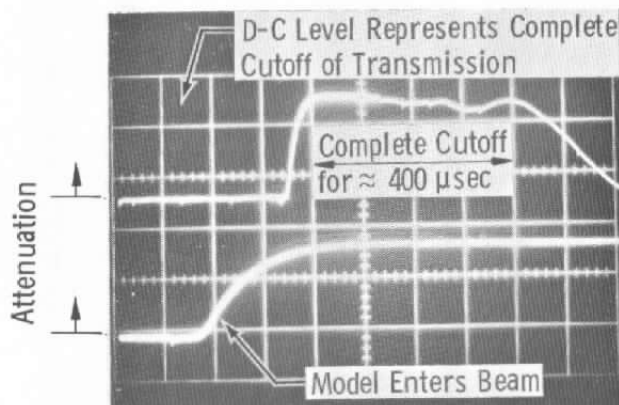 D-C Level Represents Complete
Cutoff of Transmission
Complete Cutoff
for ≈ 400 μsec
Attenuation
Model Enters Beam